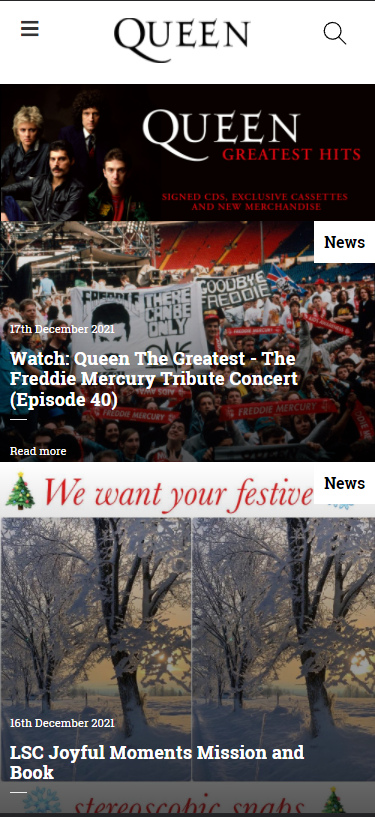 QUEEN
QUEEN
GREATEST HITS
SIGNED CDS, EXCLUSIVE CASSETTES
AND NEW MERCHANDISE
News
GOODBYE
FREDDIE
FREDDIE
THERE
CAN BE
ONLY
ONE
17th December 2021
Watch: Queen The Greatest - The
Freddie Mercury Tribute Concert
(Episode 40)
FREDDIE MERCURY
FREDDIE MERCURY
Read more
News
We want your festive
16th December 2021
LSC Joyful Moments Mission and
Book
stereoscopic snaps